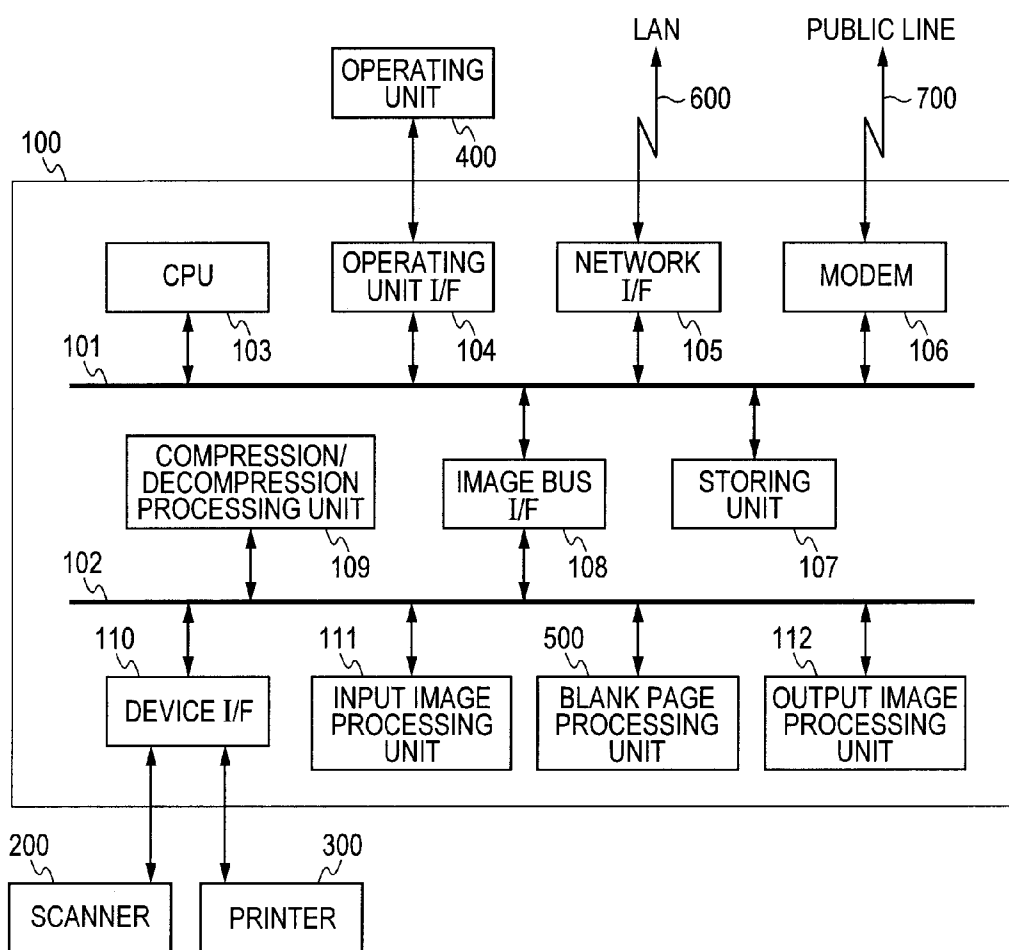 LAN
PUBLIC LINE
OPERATING
UNIT
600
700
400
100
CPU
OPERATING
UNIT I/F
NETWORK
I/F
MODEM
103
104
105
106
101
COMPRESSION/
DECOMPRESSION
PROCESSING UNIT
IMAGE BUS
I/F
STORING
UNIT
109
108
107
102
110
111
500
112
DEVICE I/F
INPUT IMAGE
PROCESSING
UNIT
BLANK PAGE
PROCESSING
UNIT
OUTPUT IMAGE
PROCESSING
UNIT
200
300
SCANNER
PRINTER